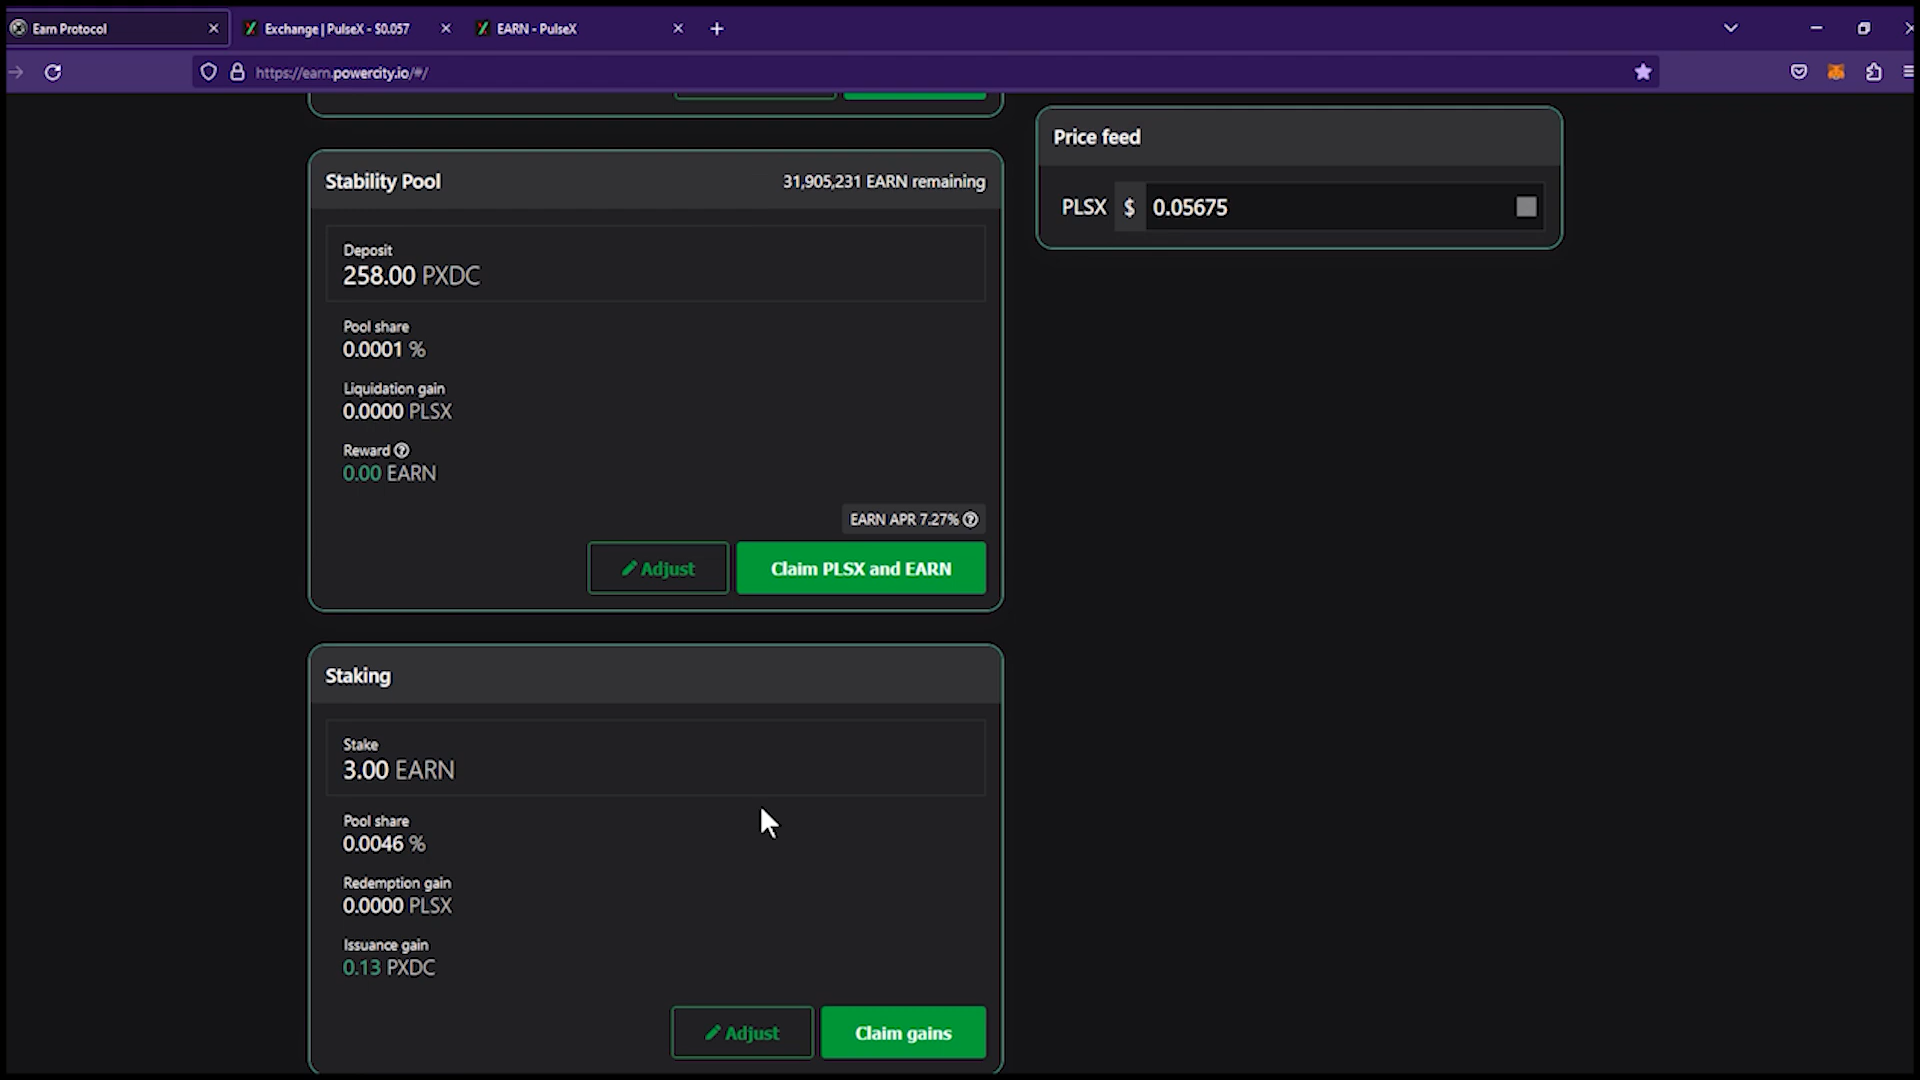 Earn Protocol
Exchange | PulseX - $0.057
EARN - PulseX
https://earn.powercity.io/#/
Price feed
PLSX $ 0.05675
Stability Pool
31,905,231 EARN remaining
Deposit
258.00 PXDC
Pool share
0.0001 %
Liquidation gain
0.0000 PLSX
Reward
0.00 EARN
EARN APR 7.27%
Adjust
Claim PLSX and EARN
Staking
Stake
3.00 EARN
Pool share
0.0046 %
Redemption gain
0.0000 PLSX
Issuance gain
0.13 PXDC
Adjust
Claim gains